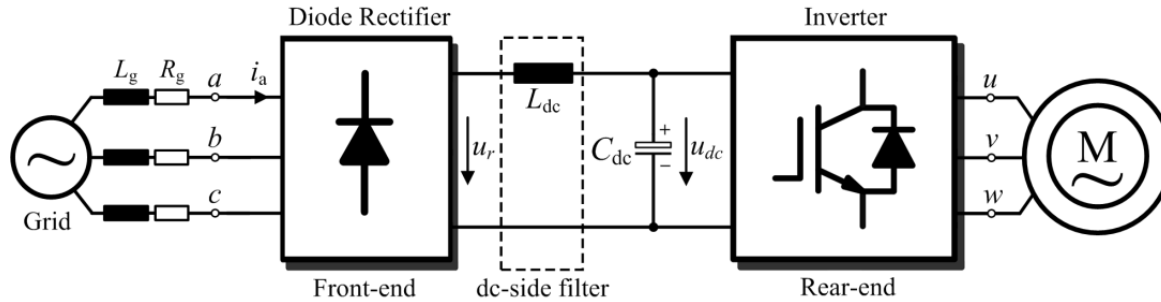 Diode Rectifier
Inverter
Lg
Rg
a
ia
b
c
Grid
ur
Ldc
Cdc
+
−
udc
u
v
w
M
Front-end
dc-side filter
Rear-end